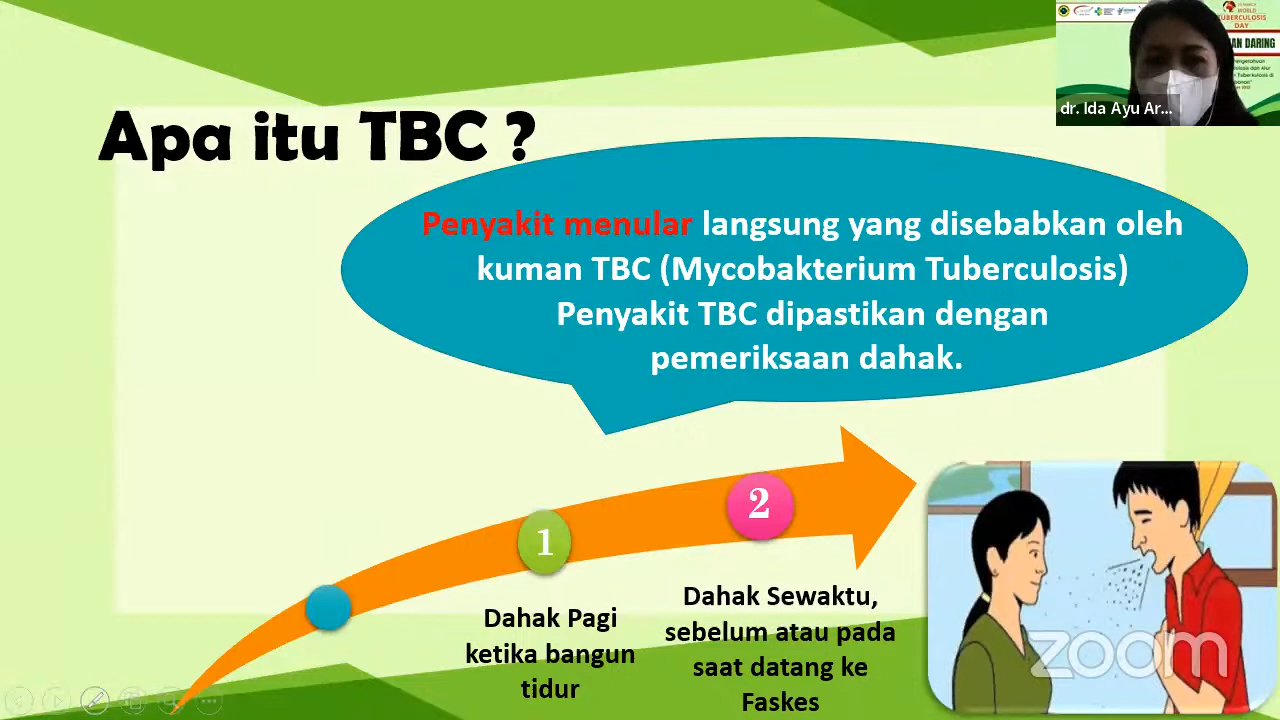 Apa itu TBC ?
Penyakit menular langsung yang disebabkan oleh
kuman TBC (Mycobakterium Tuberculosis)
Penyakit TBC dipastikan dengan
pemeriksaan dahak.
1
2
Dahak Pagi
ketika bangun
tidur
Dahak Sewaktu,
sebelum atau pada
saat datang ke
Faskes
zoom
WORLD
TUBERCULOSIS
DAY
AN DARING
dr. Ida Ayu Ar...